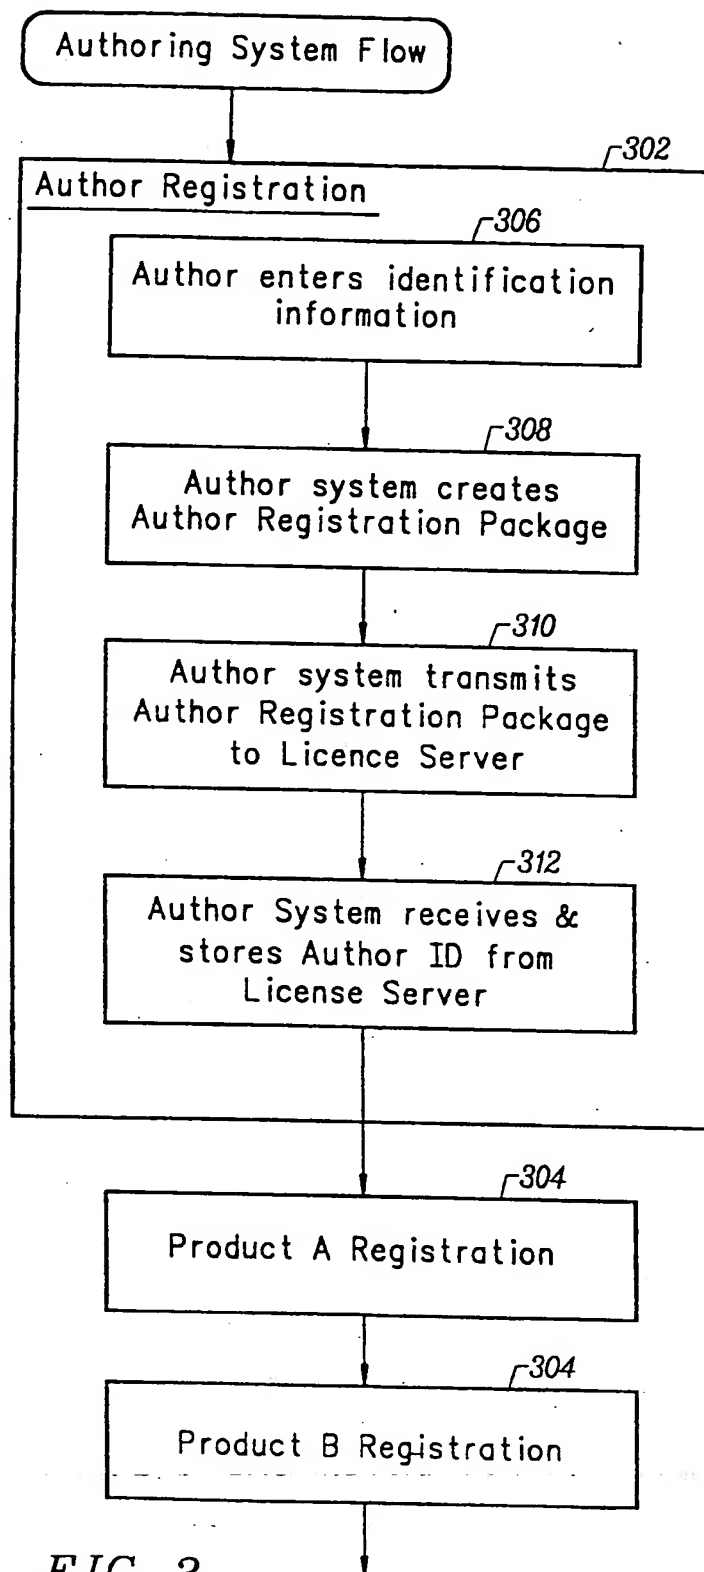 Authoring System Flow
302
Author Registration
306
Author enters identification
information
308
Author system creates
Author Registration Package
310
Author system transmits
Author Registration Package
to Licence Server
312
Author System receives &
stores Author ID from
License Server
304
Product A Registration
304
Product B Registration
FIG. 3